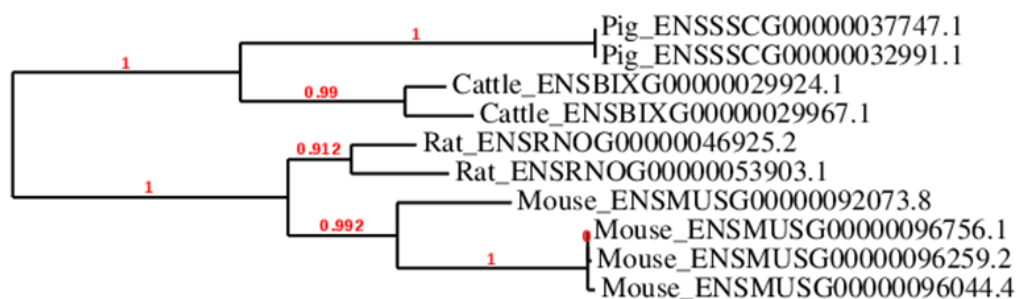 1
Pig_ENSSSCG00000037747.1
Pig_ENSSSCG00000032991.1
1
0.99
Cattle_ENSBIXG00000029924.1
Cattle_ENSBIXG00000029967.1
0.912
Rat_ENSRNOG00000046925.2
Rat_ENSRNOG00000053903.1
1
Mouse_ENSMUSG00000092073.8
0.992
0
Mouse_ENSMUSG00000096756.1
1
Mouse_ENSMUSG00000096259.2
Mouse_ENSMUSG00000096044.4